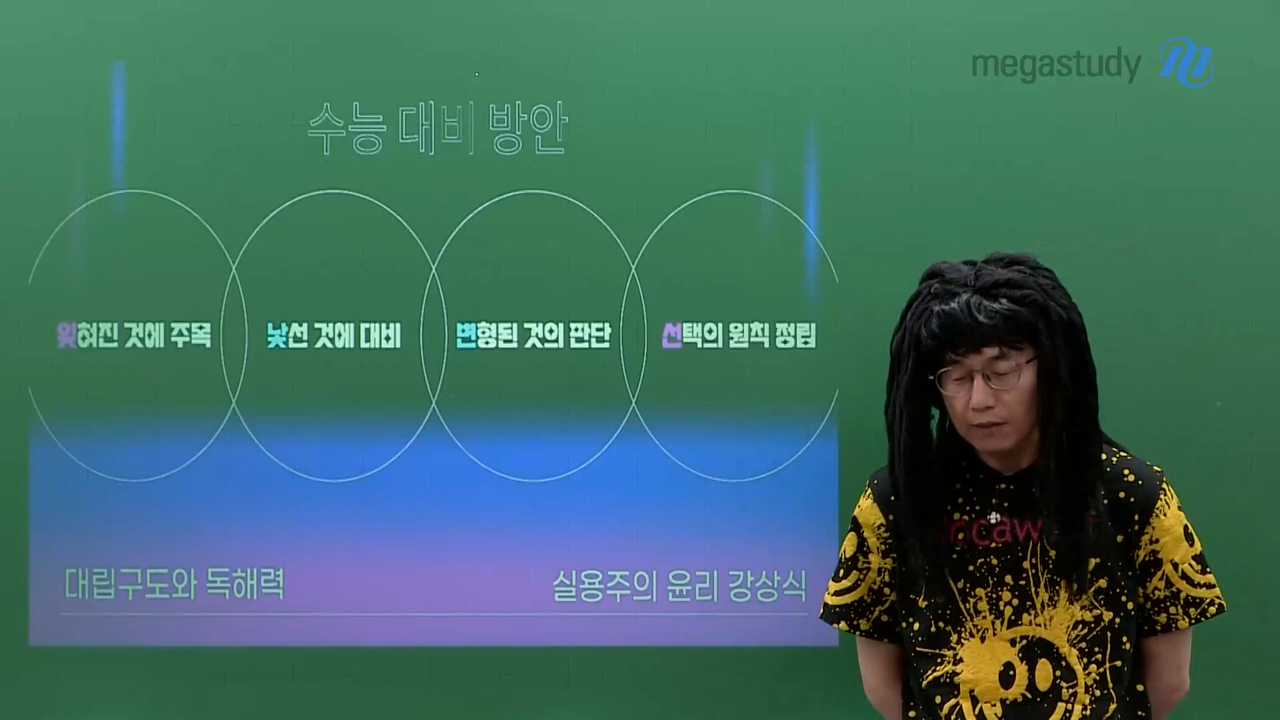 megastudy
수능 대비 방안
잊혀진 것에 주목
낯선 것에 대비
변형된 것의 판단
선택의 원칙 정립
대립구도와 독해력
실용주의 윤리 강상식